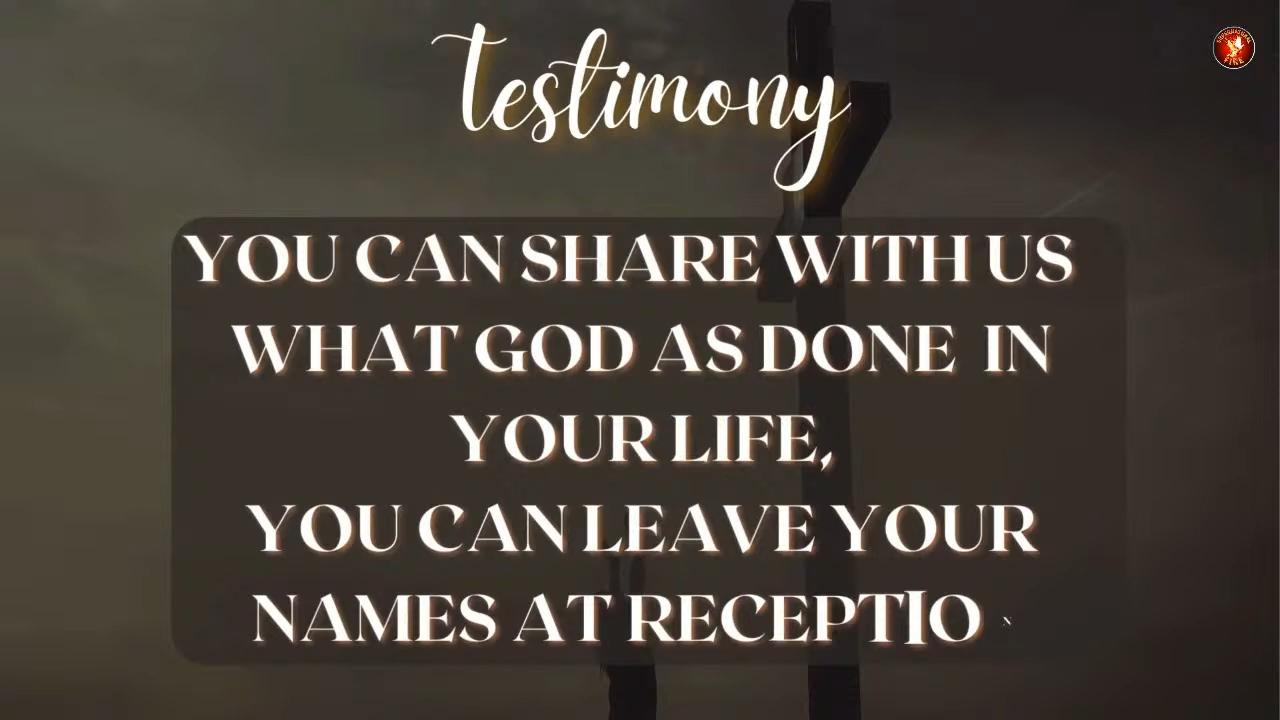 testimony
YOU CAN SHARE WITH US
WHAT GOD AS DONE IN
YOUR LIFE,
YOU CAN LEAVE YOUR
NAMES AT RECEPTIO N
FIRE